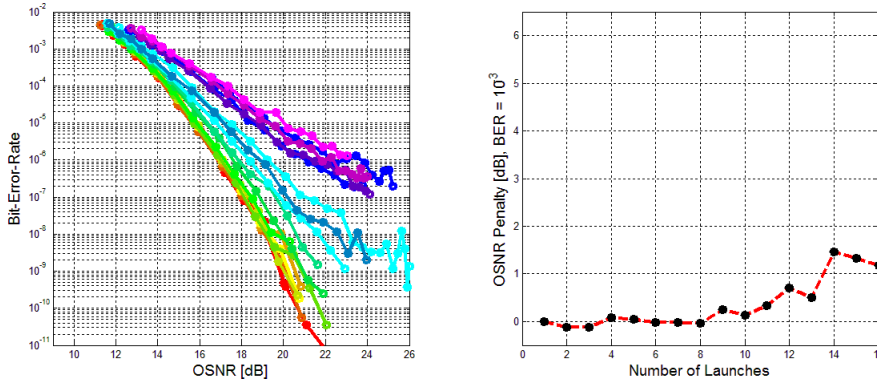 10^-2
10^-3
10^-4
10^-5
10^-6
10^-7
10^-8
10^-9
10^-10
10^-11
Bit-Error-Rate
10 12 14 16 18 20 22 24 26
OSNR [dB]
6
5
4
3
2
1
0
OSNR Penalty [dB], BER = 10^3
0 2 4 6 8 10 12 14 16
Number of Launches